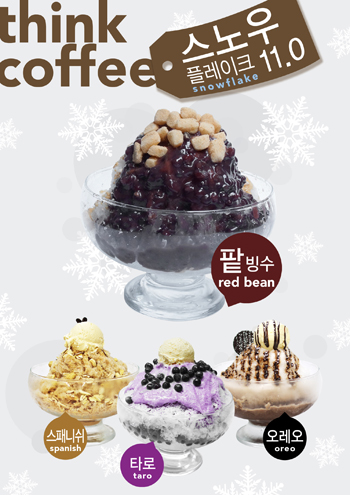 think
coffee
스노우
플레이크 11.0
snowflake
팥빙수
red bean
스패니쉬
spanish
타로
taro
오레오
oreo